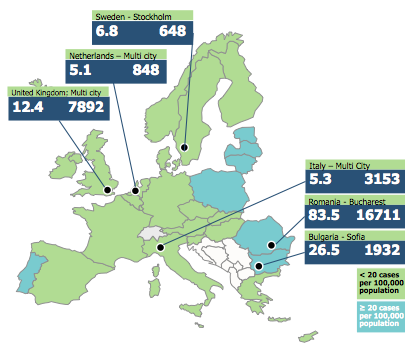 Sweden - Stockholm
6.8 648
Netherlands – Multi city
5.1 848
United Kingdom: Multi city
12.4 7892
Italy – Multi City
5.3 3153
Romania - Bucharest
83.5 16711
Bulgaria - Sofia
26.5 1932
< 20 cases
per 100,000
population
≥ 20 cases
per 100,000
population